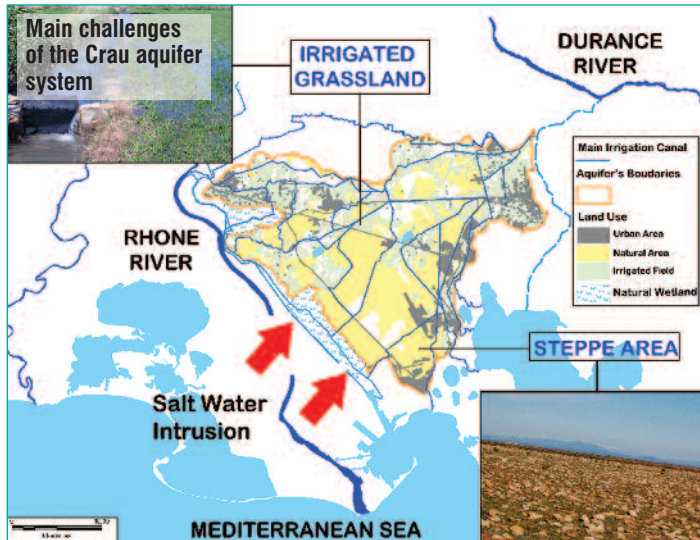 Main challenges
of the Crau aquifer
system
IRRIGATED
GRASSLAND
DURANCE
RIVER
Main Irrigation Canal
Aquifer's Boudaries
Land Use
Urban Area
Natural Area
Irrigated Field
Natural Wetland
RHONE
RIVER
STEPPE AREA
Salt Water
Intrusion
MEDITERRANEAN SEA